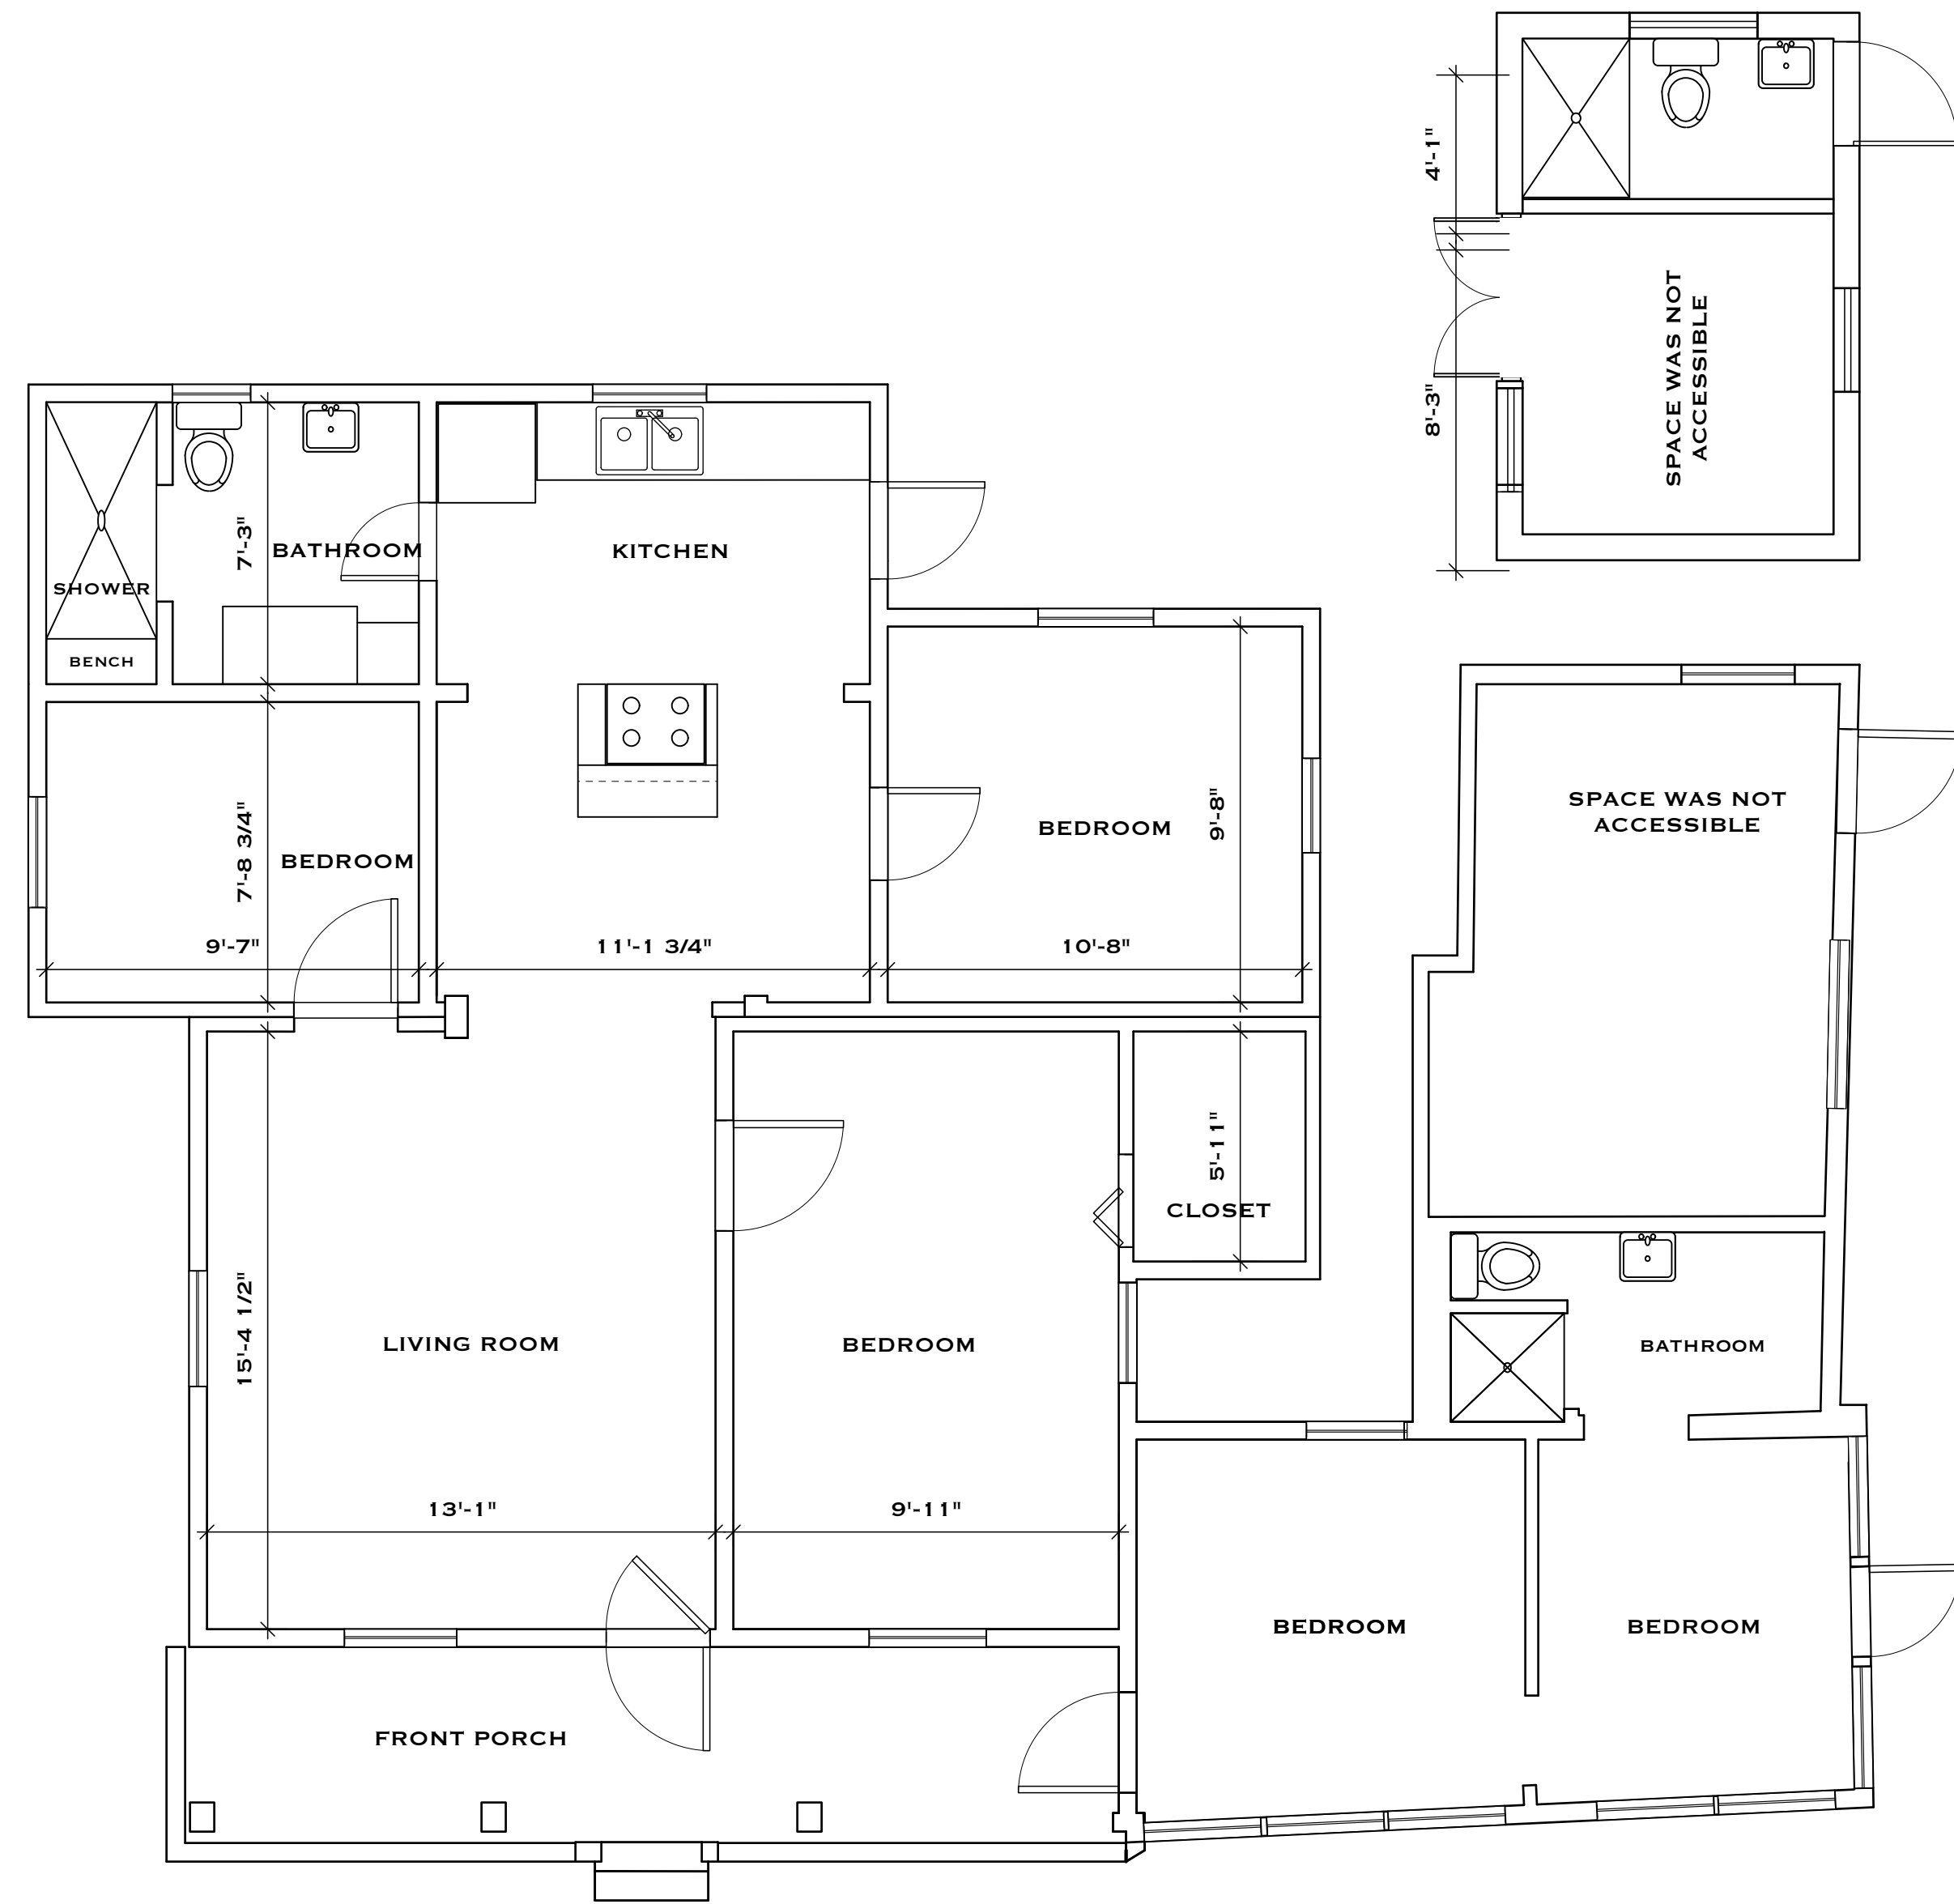 4'-1"
SPACE WAS NOT
ACCESSIBLE
8'-3"
7'-3"
BATHROOM
KITCHEN
SHOWER
BENCH
SPACE WAS NOT
ACCESSIBLE
7'-8 3/4"
BEDROOM
BEDROOM
9'-8"
9'-7"
11'-1 3/4"
10'-8"
5'-11"
CLOSET
15'-4 1/2"
LIVING ROOM
BEDROOM
BATHROOM
13'-1"
9'-11"
BEDROOM
BEDROOM
FRONT PORCH